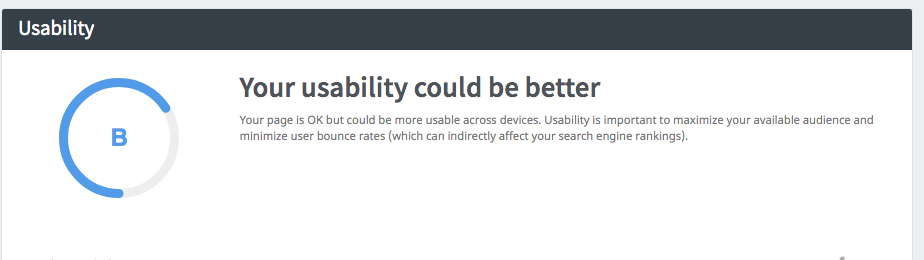 Usability
B
Your usability could be better
Your page is OK but could be more usable across devices. Usability is important to maximize your available audience and
minimize user bounce rates (which can indirectly affect your search engine rankings).